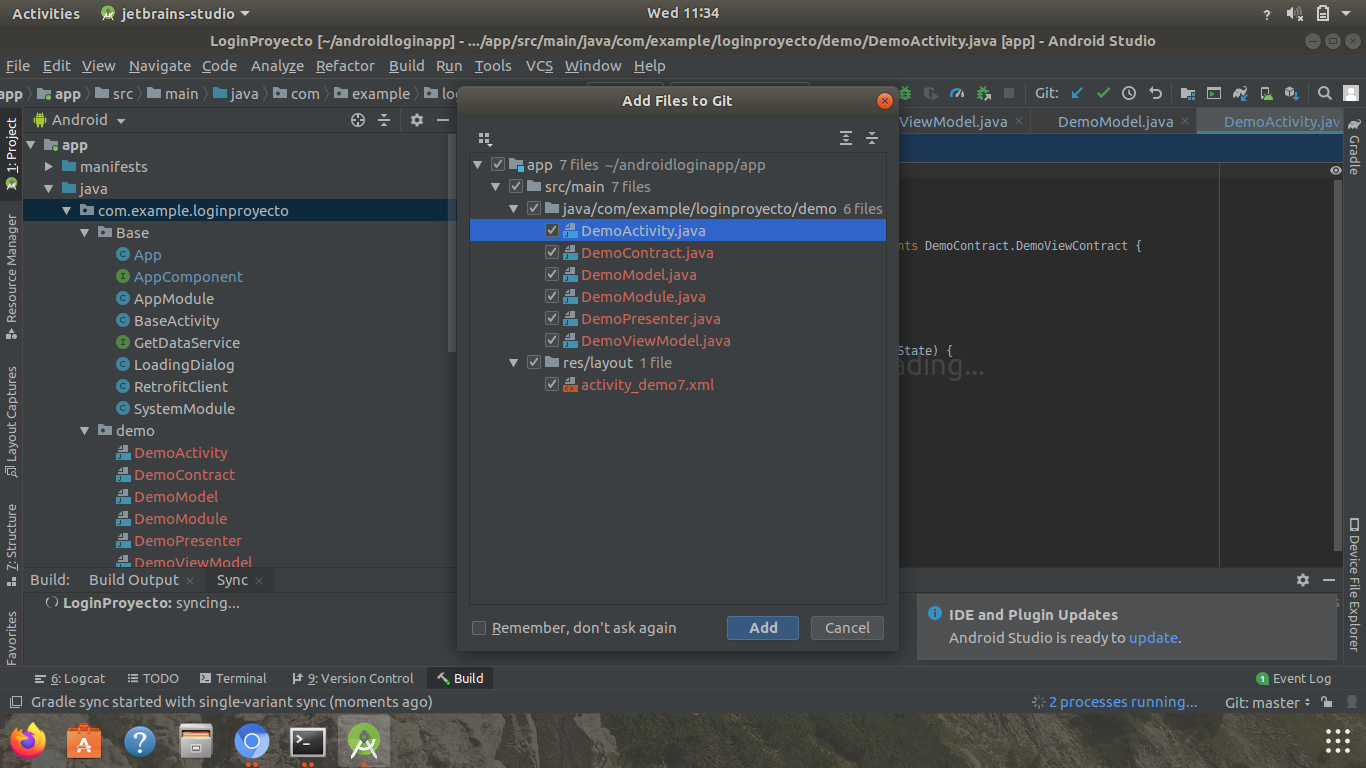 Activities
jetbrains-studio
Wed 11:34
LoginProyecto [~/androidloginapp] - .../app/src/main/java/com/example/loginproyecto/demo/DemoActivity.java [app] - Android Studio
File Edit View Navigate Code Analyze Refactor Build Run Tools VCS Window Help
app app src main java com example
Git:
Add Files to Git
1: Project
Resource Manager
Layout Captures
7: Structure
Favorites
Android
app
manifests
java
com.example.loginproyecto
Base
App
AppComponent
AppModule
BaseActivity
GetDataService
LoadingDialog
RetrofitClient
SystemModule
demo
DemoActivity
DemoContract
DemoModel
DemoModule
DemoPresenter
DemoViewModel
app 7 files ~/androidloginapp/app
src/main 7 files
java/com/example/loginproyecto/demo 6 files
DemoActivity.java
DemoContract.java
DemoModel.java
DemoModule.java
DemoPresenter.java
DemoViewModel.java
res/layout 1 file
activity_demo7.xml
Remember, don't ask again
Add
Cancel
ViewModel.java
DemoModel.java
DemoActivity.jav
nts DemoContract.DemoViewContract {
State) {
ading...
Gradle
Device File Explorer
Build: Build Output Sync
LoginProyecto: syncing...
IDE and Plugin Updates
Android Studio is ready to update.
6: Logcat
TODO
Terminal
9: Version Control
Build
1 Event Log
Gradle sync started with single-variant sync (moments ago)
2 processes running...
Git: master